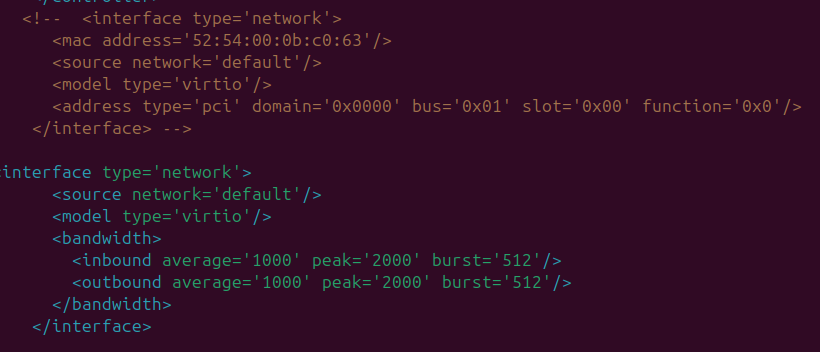 <!--  <interface type='network'>
<mac address='52:54:00:0b:c0:63'/>
<source network='default'/>
<model type='virtio'/>
<address type='pci' domain='0x0000' bus='0x01' slot='0x00' function='0x0'/>
</interface> -->
<interface type='network'>
<source network='default'/>
<model type='virtio'/>
<bandwidth>
<inbound average='1000' peak='2000' burst='512'/>
<outbound average='1000' peak='2000' burst='512'/>
</bandwidth>
</interface>